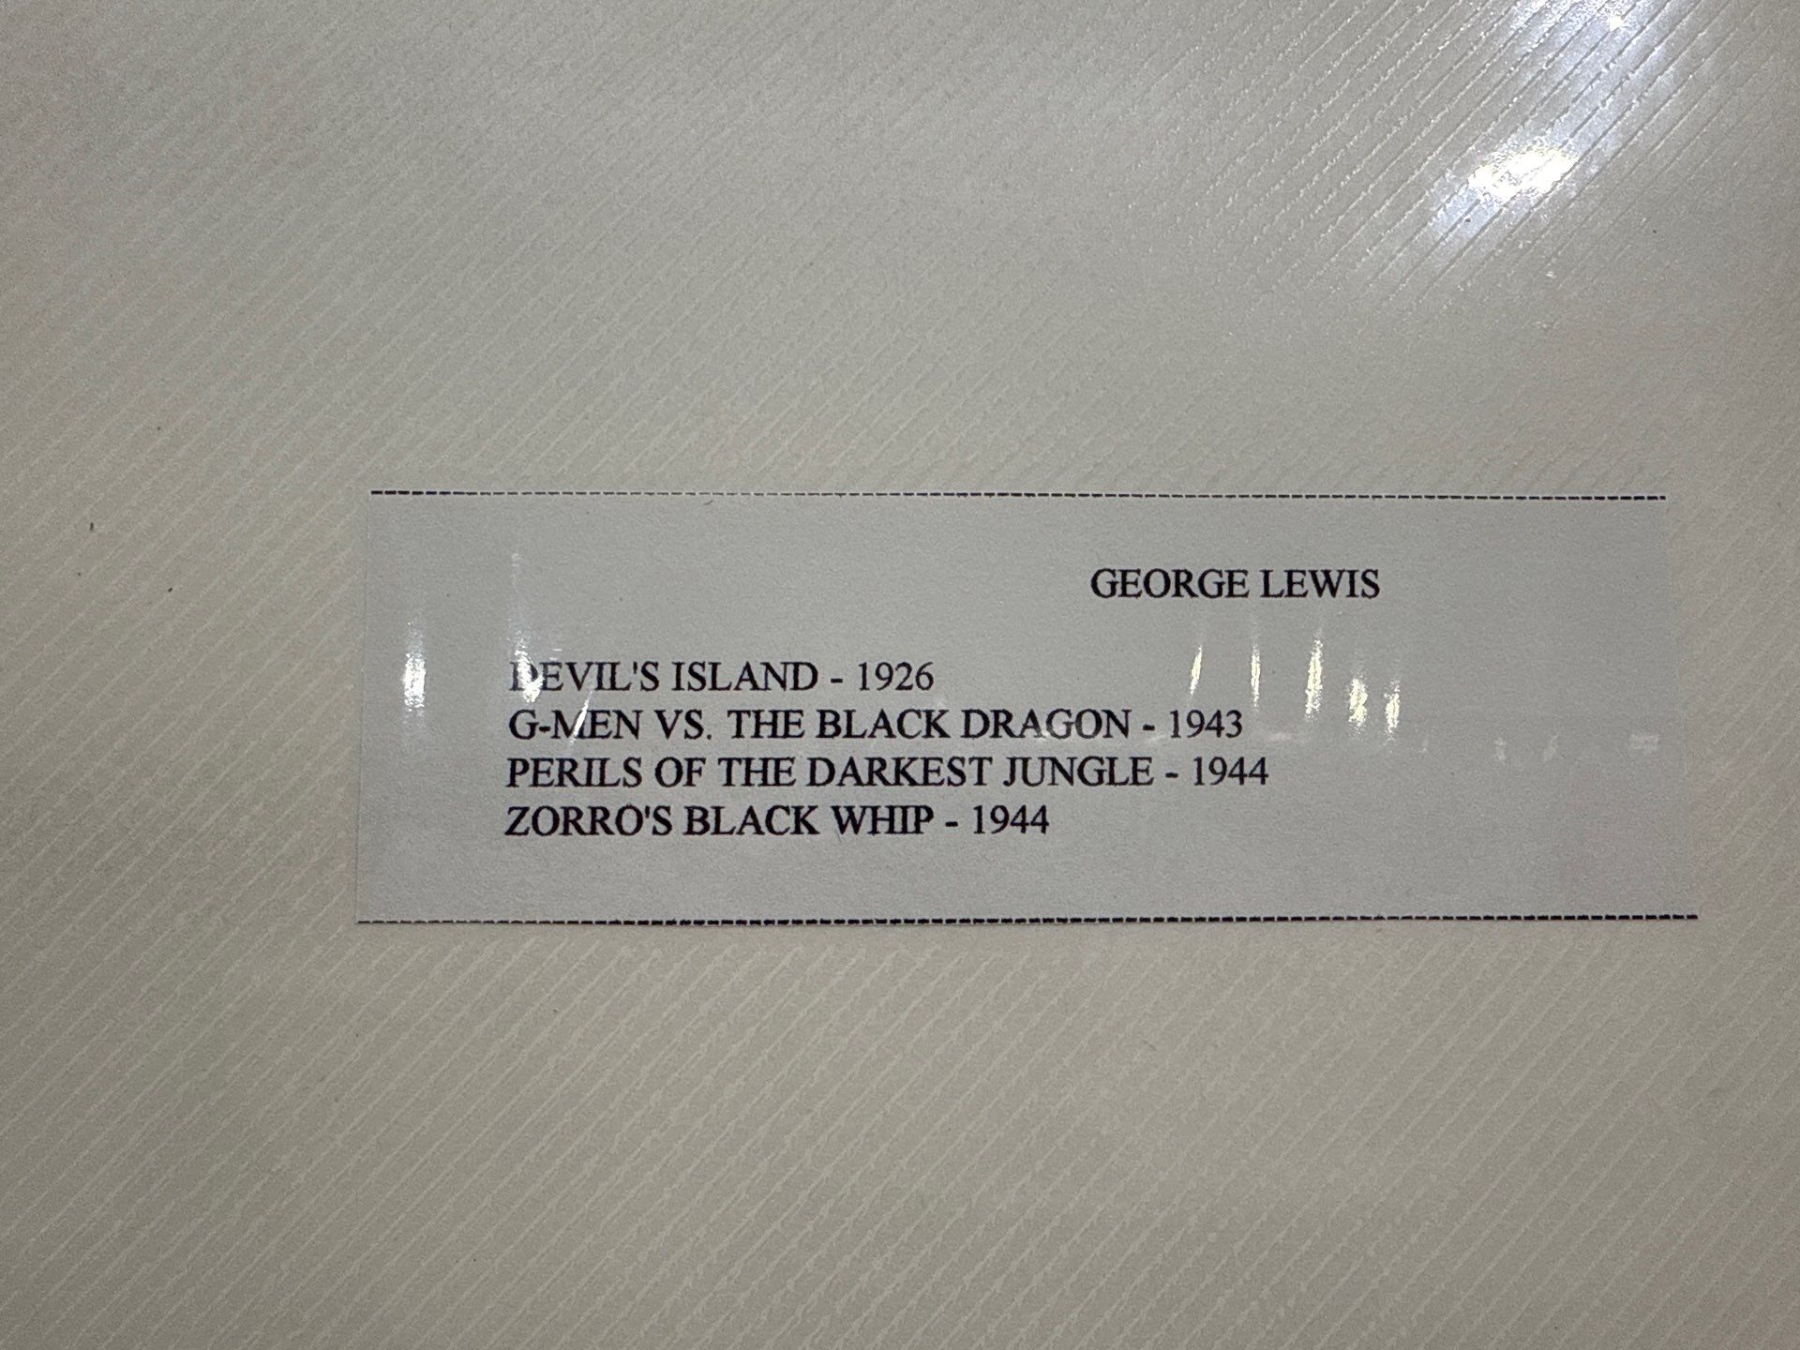 GEORGE LEWIS
DEVIL'S ISLAND - 1926
G-MEN VS. THE BLACK DRAGON - 1943
PERILS OF THE DARKEST JUNGLE - 1944
ZORRO'S BLACK WHIP - 1944